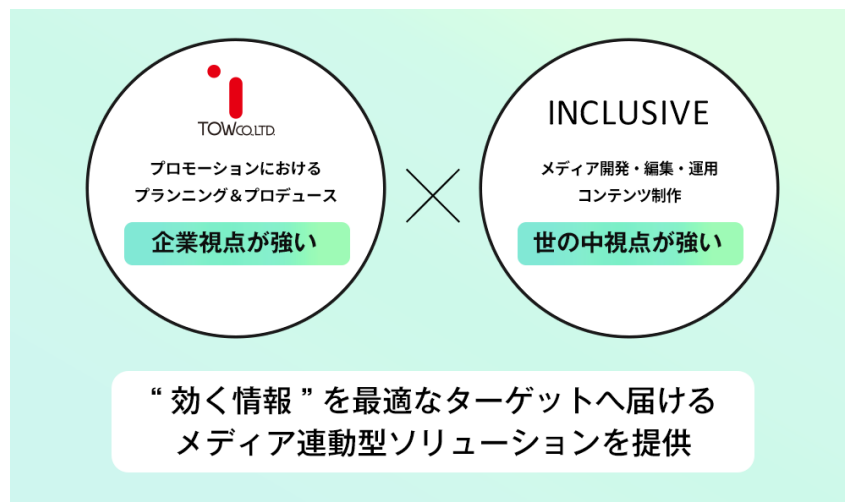 TOWCO.,LTD.
プロモーションにおける
プランニング＆プロデュース
企業視点が強い
INCLUSIVE
メディア開発・編集・運用
コンテンツ制作
世の中視点が強い
“ 効く情報 ” を最適なターゲットへ届ける
メディア連動型ソリューションを提供